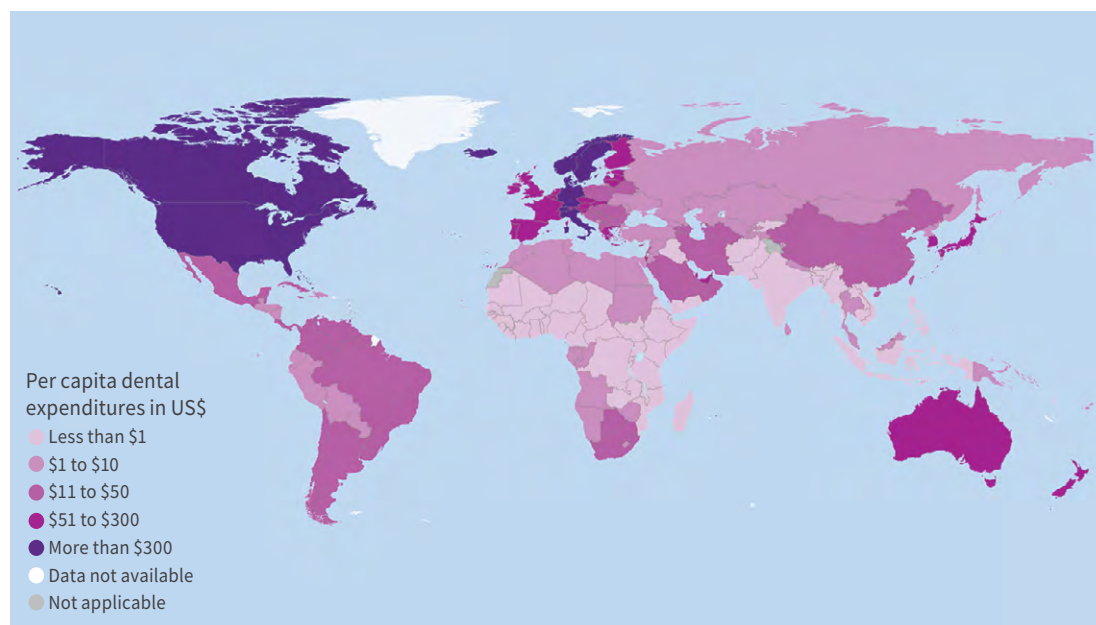 Per capita dental
expenditures in US$
Less than $1
$1 to $10
$11 to $50
$51 to $300
More than $300
Data not available
Not applicable